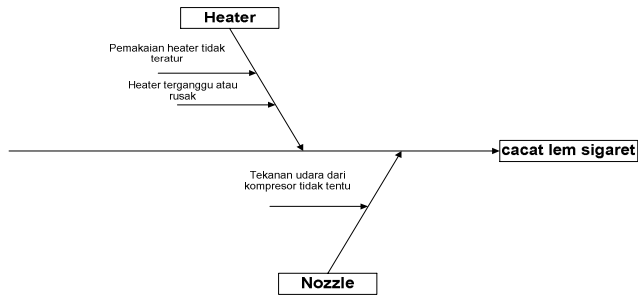 Heater
Pemakaian heater tidak
teratur
Heater terganggu atau
rusak
cacat lem sigaret
Tekanan udara dari
kompresor tidak tentu
Nozzle